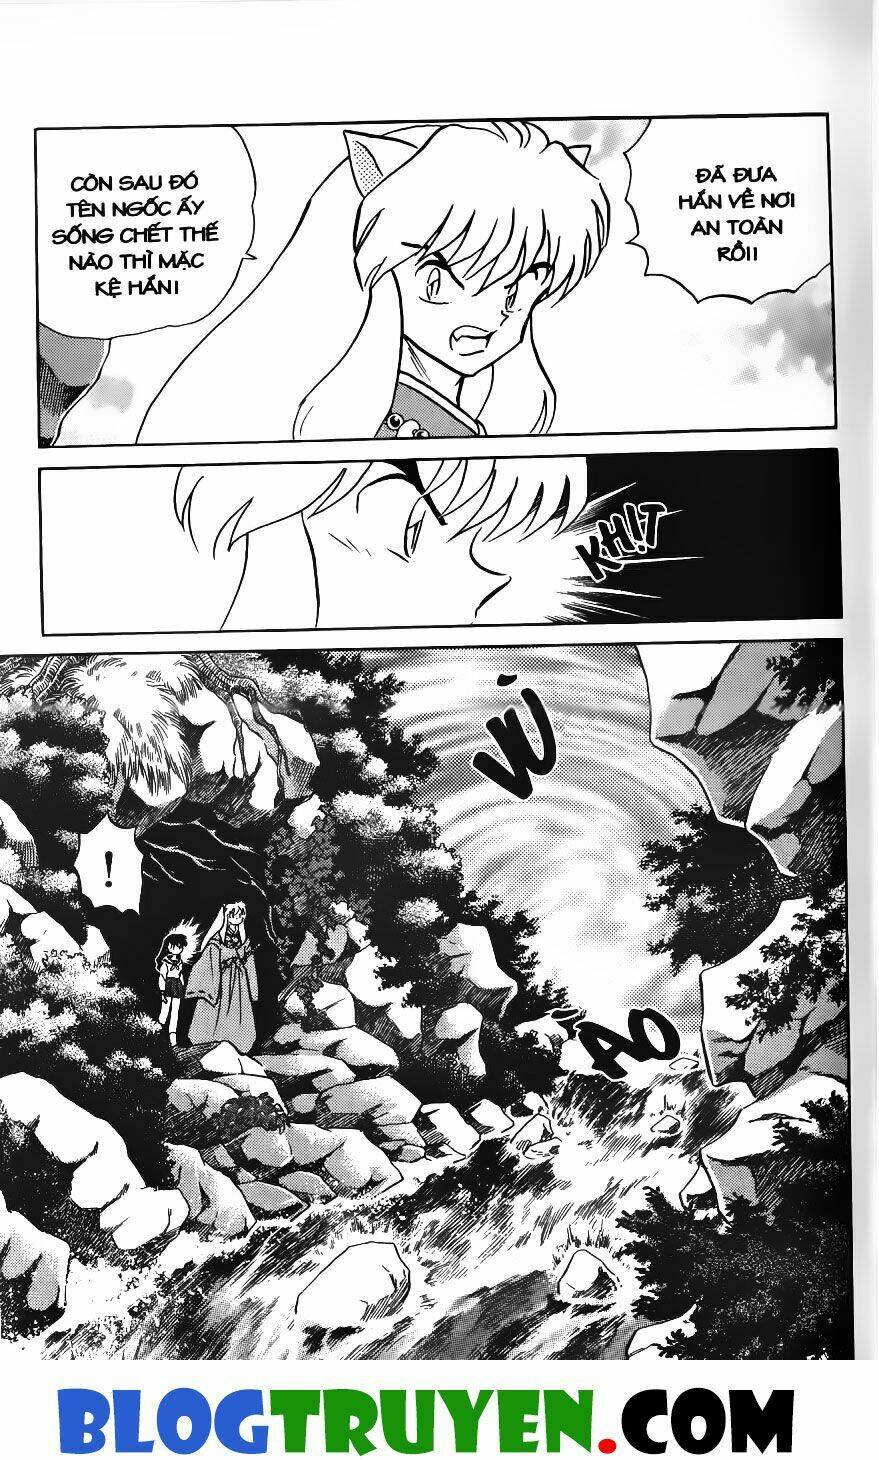 ĐÃ ĐƯA
HẮN VỀ NƠI
AN TOÀN
RỒI!
CÒN SAU ĐÓ
TÊN NGỐC ẤY
SỐNG CHẾT THẾ
NÀO THÌ MẶC
KỆ HẮN!
KHỊT
VÙ
!
ÀO
BLOGTRUYEN.COM